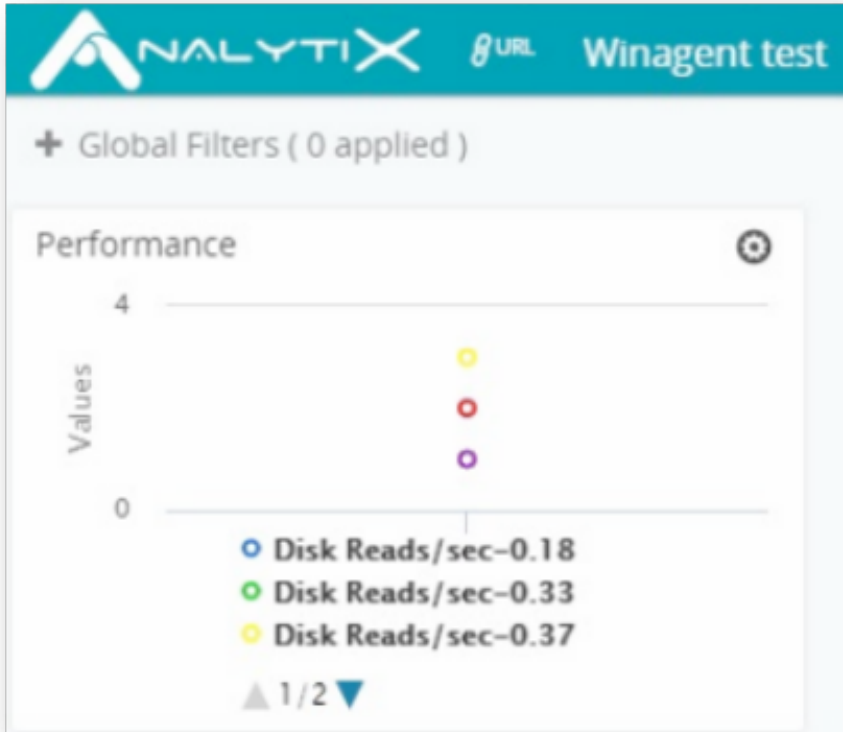 ANALYTIX URL Winagent test
+ Global Filters ( 0 applied )
Performance
4
Values
0
Disk Reads/sec-0.18
Disk Reads/sec-0.33
Disk Reads/sec-0.37
1/2